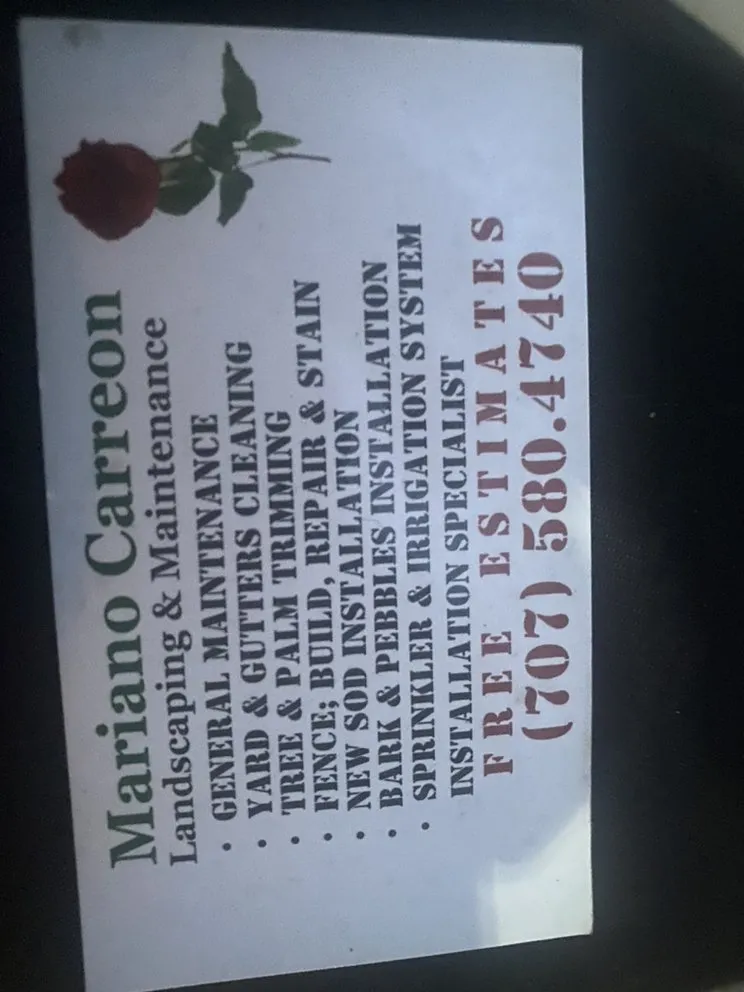 Mariano Carreon
Landscaping & Maintenance
• GENERAL MAINTENANCE
• YARD & GUTTERS CLEANING
• TREE & PALM TRIMMING
• FENCE; BUILD, REPAIR & STAIN
• NEW SOD INSTALLATION
• BARK & PEBBLES INSTALLATION
• SPRINKLER & IRRIGATION SYSTEM
INSTALLATION SPECIALIST
FREE ESTIMATES
(707) 580.4740